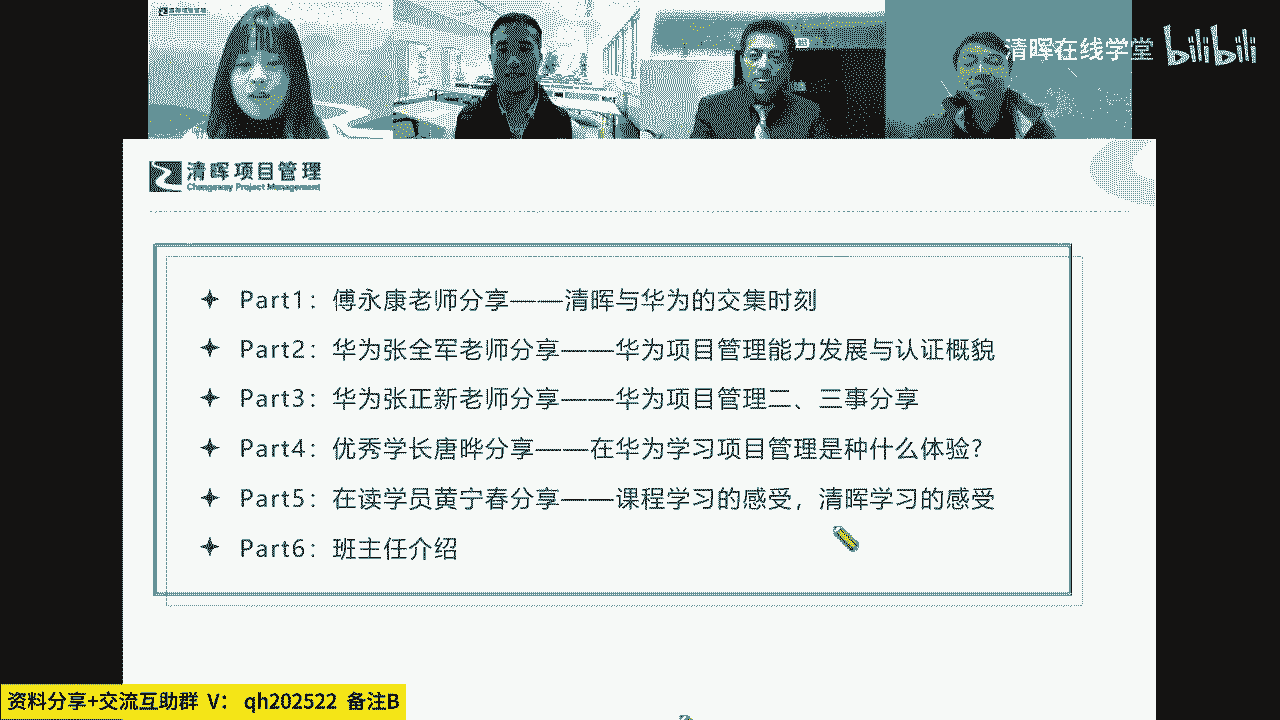 清晖在线学堂 bilibili
清晖项目管理
Changeway Project Management
Part1：傅永康老师分享——清晖与华为的交集时刻
Part2：华为张全军老师分享——华为项目管理能力发展与认证概貌
Part3：华为张正新老师分享——华为项目管理二、三事分享
Part4：优秀学长唐晔分享——在华为学习项目管理是种什么体验?
Part5：在读学员黄宁春分享——课程学习的感受，清晖学习的感受
Part6：班主任介绍
资料分享+交流互助群 V： qh202522 备注B